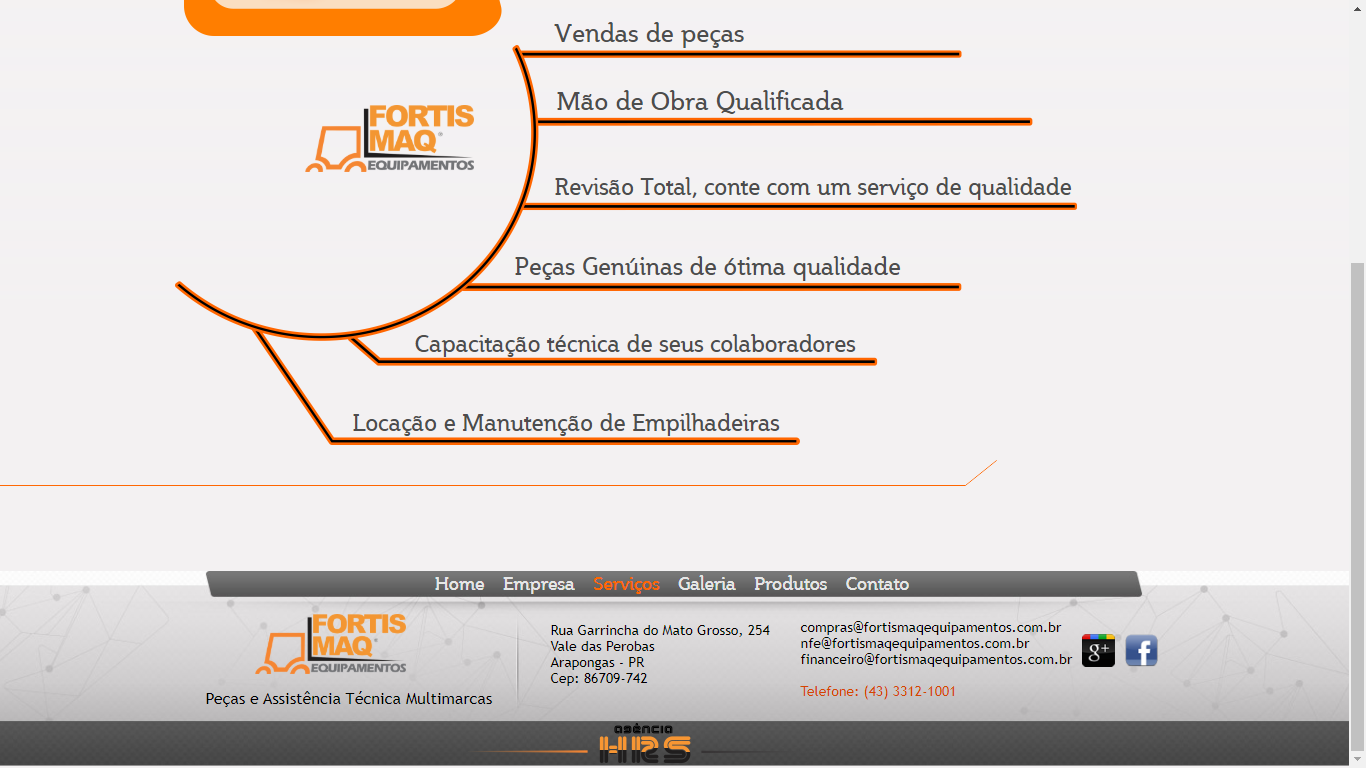 Vendas de peças
Mão de Obra Qualificada
FORTIS
MAQ®
EQUIPAMENTOS
Revisão Total, conte com um serviço de qualidade
Peças Genúinas de ótima qualidade
Capacitação técnica de seus colaboradores
Locação e Manutenção de Empilhadeiras
Home Empresa Serviços Galeria Produtos Contato
FORTIS
MAQ®
EQUIPAMENTOS
Peças e Assistência Técnica Multimarcas
Rua Garrincha do Mato Grosso, 254
Vale das Perobas
Arapongas - PR
Cep: 86709-742
compras@fortismaqequipamentos.com.br
nfe@fortismaqequipamentos.com.br
financeiro@fortismaqequipamentos.com.br
Telefone: (43) 3312-1001
g+
f
agência
HRS